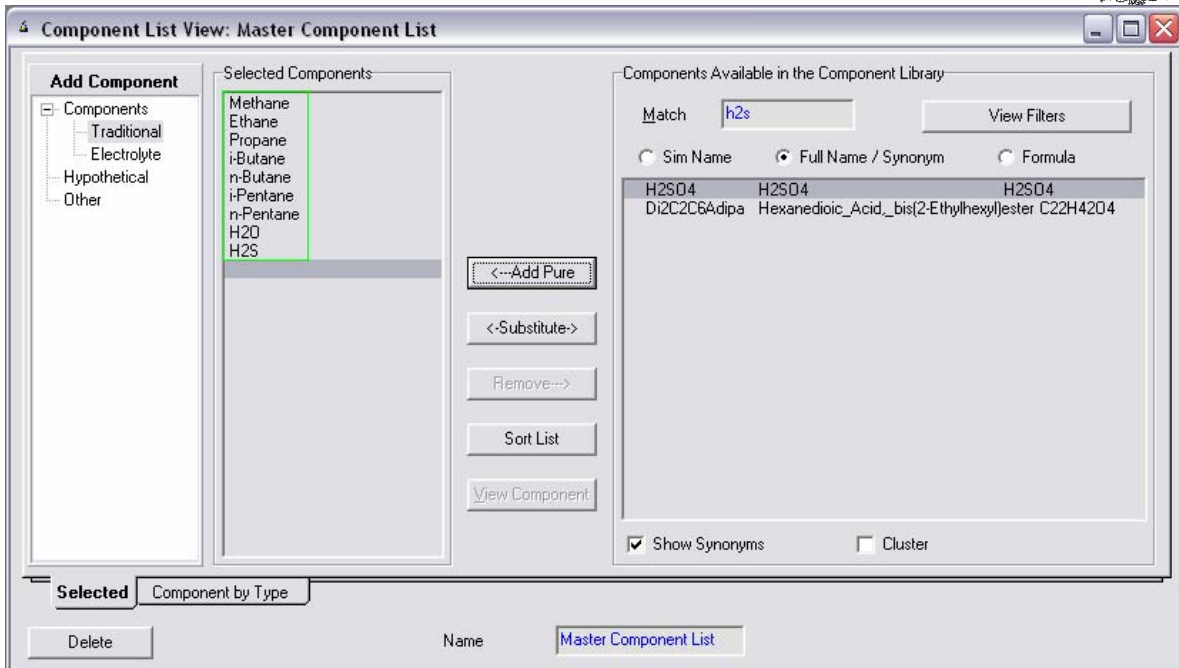 Component List View: Master Component List
Add Component
Components
Traditional
Electrolyte
Hypothetical
Other
Selected Components
Methane
Ethane
Propane
i-Butane
n-Butane
i-Pentane
n-Pentane
H2O
H2S
<---Add Pure
<-Substitute->
Remove--->
Sort List
View Component
Components Available in the Component Library
Match h2s View Filters
Sim Name Full Name / Synonym Formula
H2SO4 H2SO4 H2SO4
Di2C2C6Adipa Hexanedioic_Acid,_bis(2-Ethylhexyl)ester C22H42O4
Show Synonyms Cluster
Selected Component by Type
Delete Name Master Component List